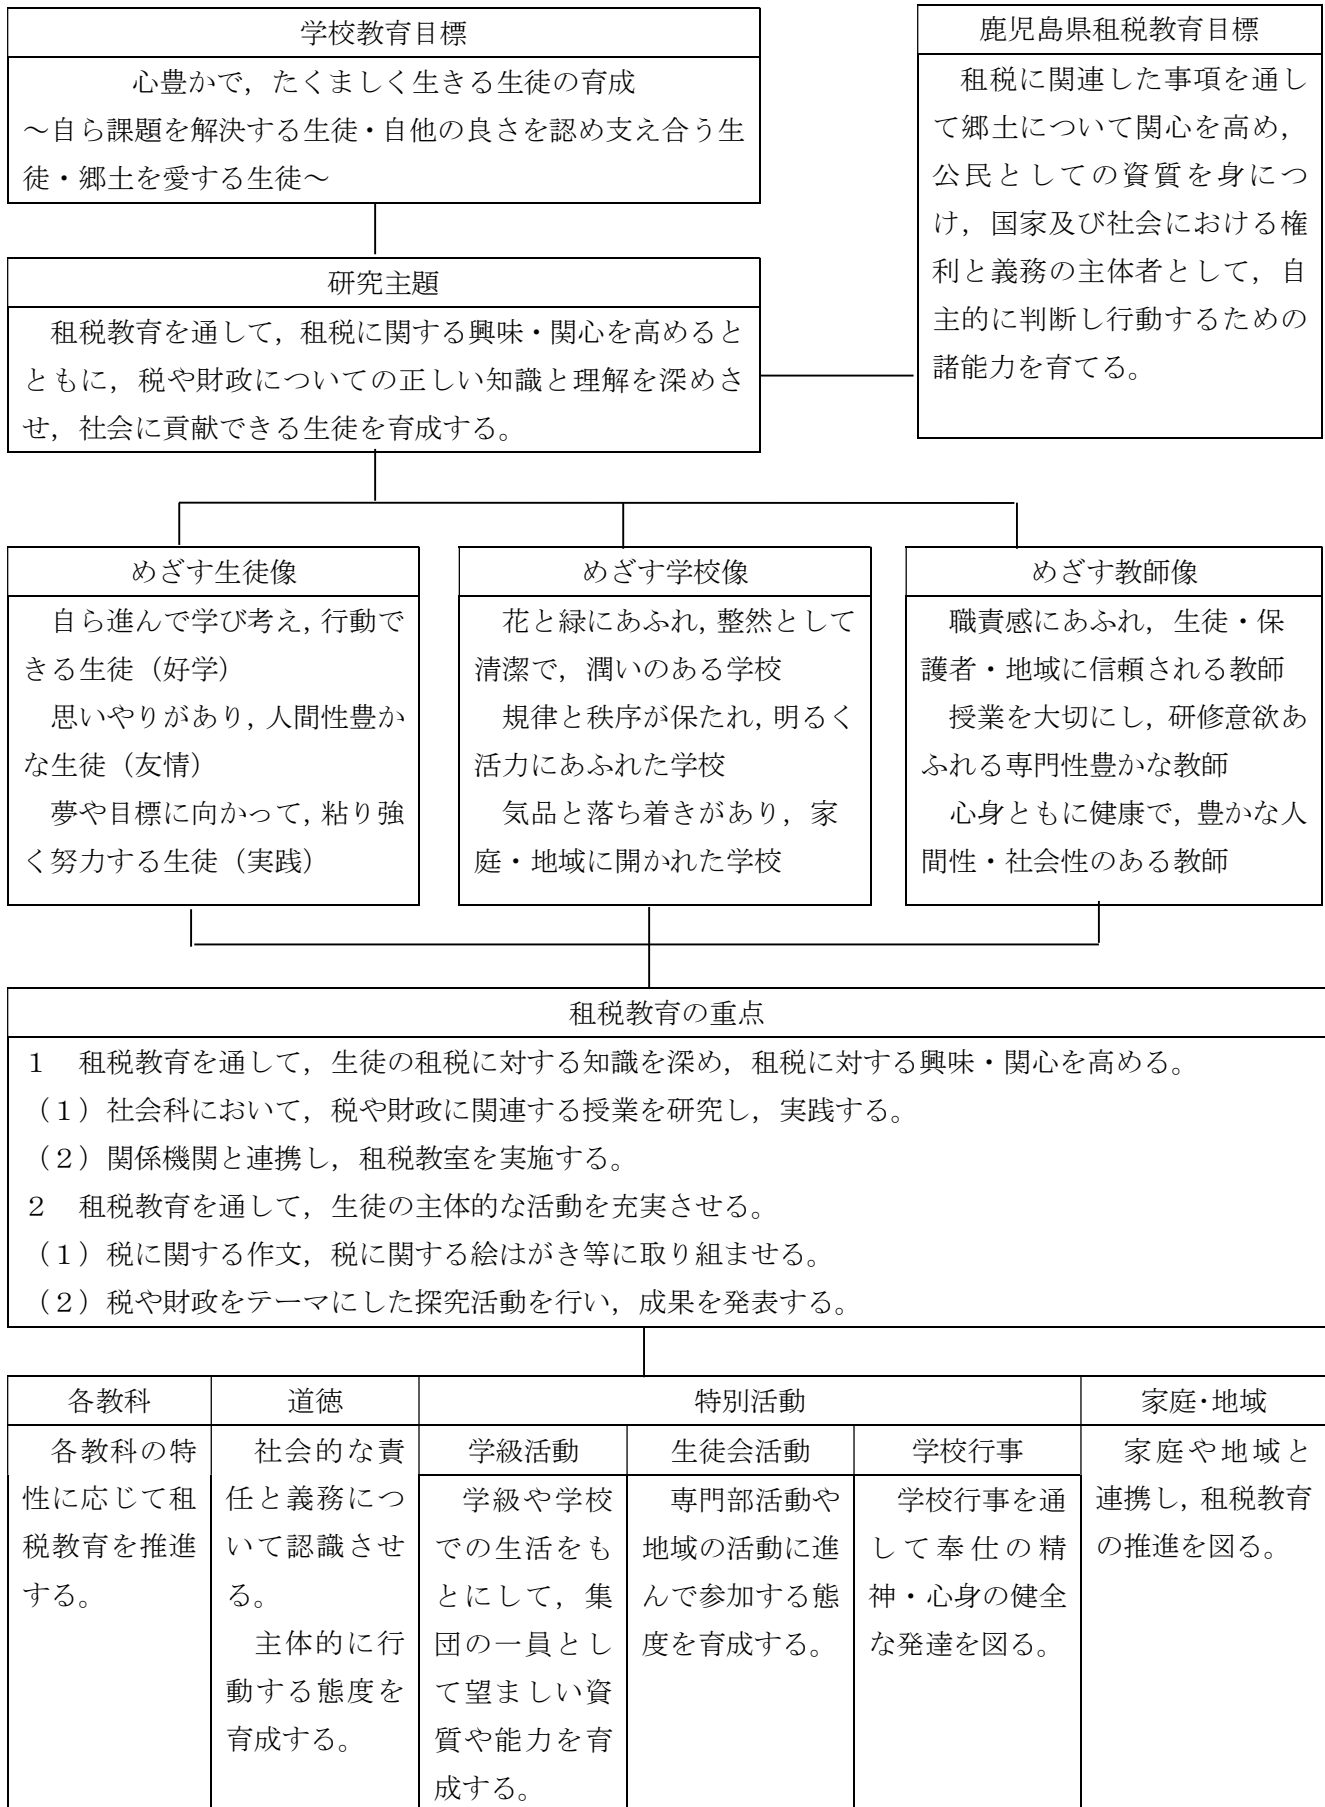 学校教育目標
心豊かで，たくましく生きる生徒の育成
～自ら課題を解決する生徒・自他の良さを認め支え合う生
徒・郷土を愛する生徒～
鹿児島県租税教育目標
租税に関連した事項を通し
て郷土について関心を高め，
公民としての資質を身につ
け，国家及び社会における権
利と義務の主体者として，自
主的に判断し行動するための
諸能力を育てる。
研究主題
租税教育を通して，租税に関する興味・関心を高めると
ともに，税や財政についての正しい知識と理解を深めさ
せ，社会に貢献できる生徒を育成する。
めざす生徒像
自ら進んで学び考え，行動で
きる生徒（好学）
思いやりがあり，人間性豊か
な生徒（友情）
夢や目標に向かって，粘り強
く努力する生徒（実践）
めざす学校像
花と緑にあふれ，整然として
清潔で，潤いのある学校
規律と秩序が保たれ，明るく
活力にあふれた学校
気品と落ち着きがあり，家
庭・地域に開かれた学校
めざす教師像
職責感にあふれ，生徒・保
護者・地域に信頼される教師
授業を大切にし，研修意欲あ
ふれる専門性豊かな教師
心身ともに健康で，豊かな人
間性・社会性のある教師
租税教育の重点
１　租税教育を通して，生徒の租税に対する知識を深め，租税に対する興味・関心を高める。
（１）社会科において，税や財政に関連する授業を研究し，実践する。
（２）関係機関と連携し，租税教室を実施する。
２　租税教育を通して，生徒の主体的な活動を充実させる。
（１）税に関する作文，税に関する絵はがき等に取り組ませる。
（２）税や財政をテーマにした探究活動を行い，成果を発表する。
各教科
各教科の特
性に応じて租
税教育を推進
する。
道徳
社会的な責
任と義務につ
いて認識させ
る。
主体的に行
動する態度を
育成する。
特別活動
学級活動
学級や学校
での生活をも
とにして，集
団の一員とし
て望ましい資
質や能力を育
成する。
生徒会活動
専門部活動や
地域の活動に進
んで参加する態
度を育成する。
学校行事
学校行事を通
して奉仕の精
神・心身の健全
な発達を図る。
家庭・地域
家庭や地域と
連携し，租税教育
の推進を図る。